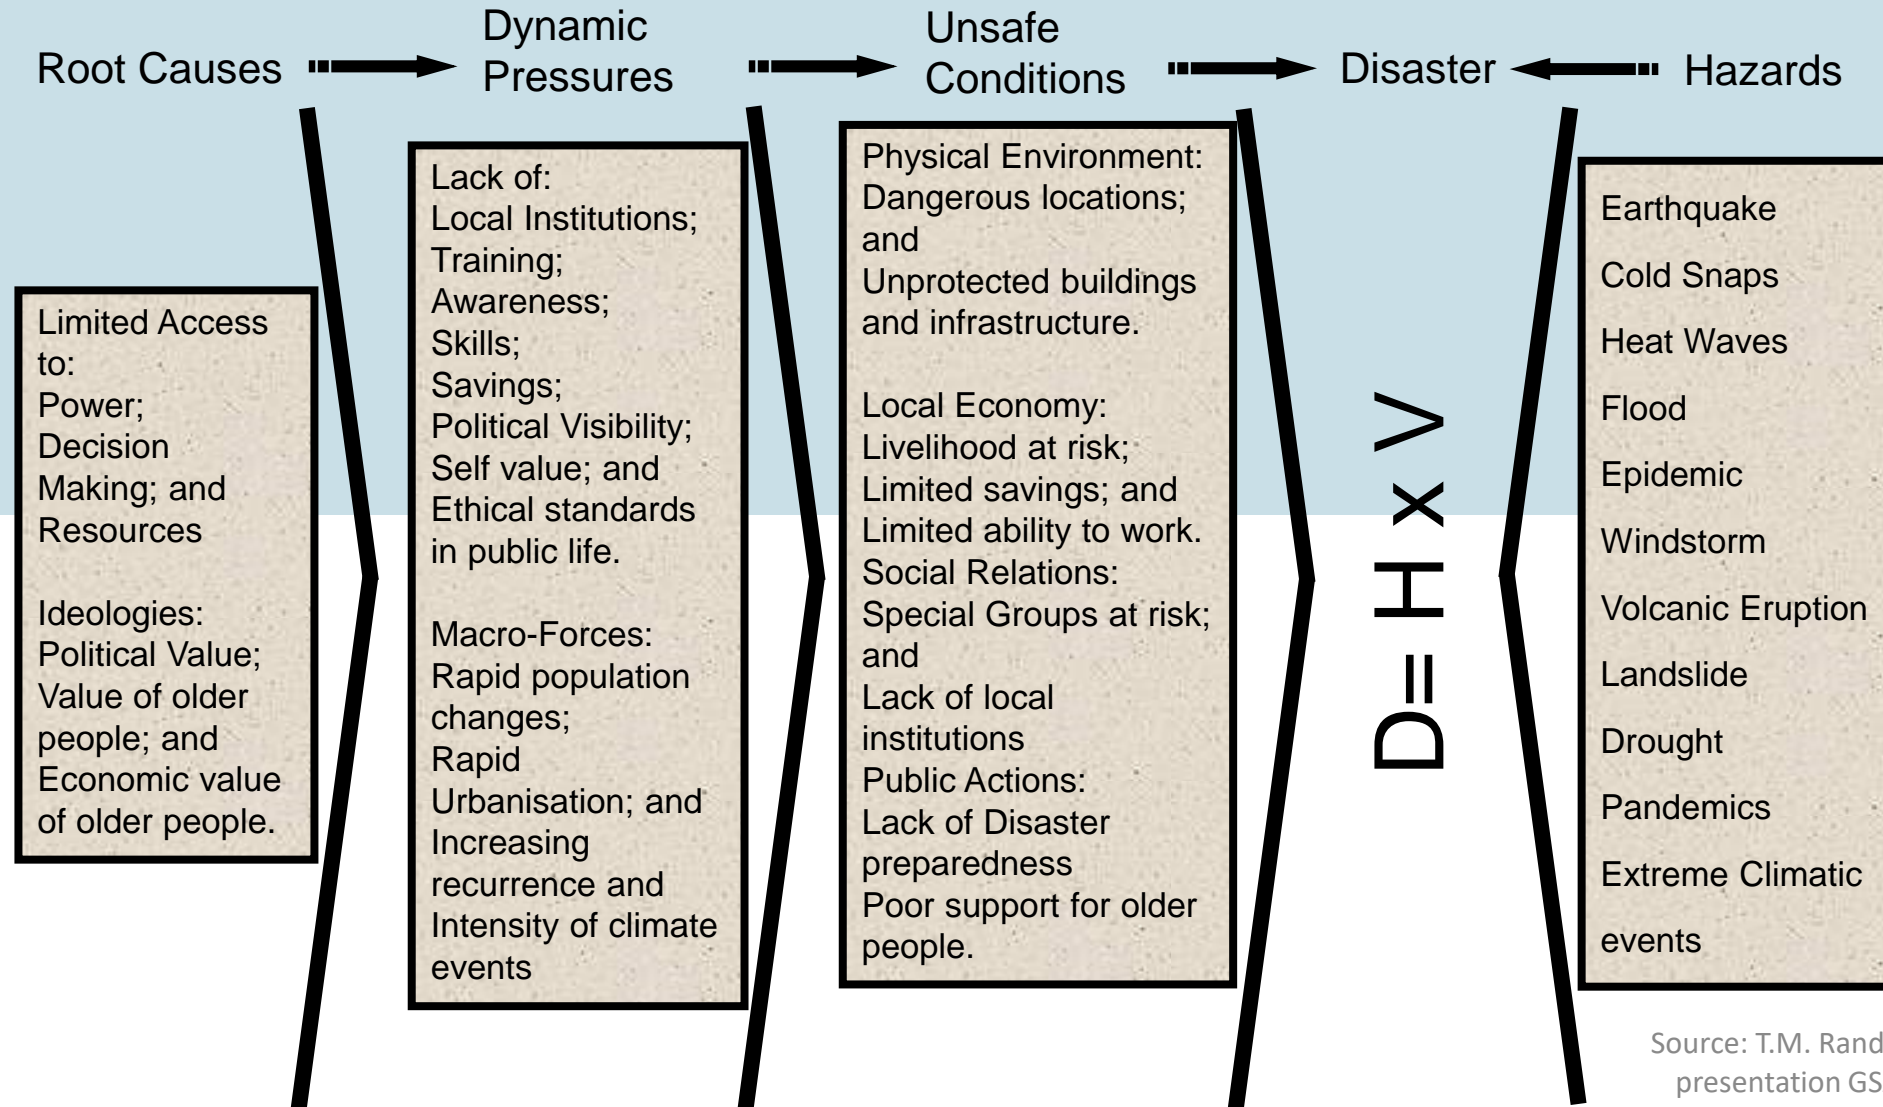 Root Causes
Dynamic
Pressures
Unsafe
Conditions
Disaster
Hazards
Limited Access
to:
Power;
Decision
Making; and
Resources
Ideologies:
Political Value;
Value of older
people; and
Economic value
of older people.
Lack of:
Local Institutions;
Training;
Awareness;
Skills;
Savings;
Political Visibility;
Self value; and
Ethical standards
in public life.
Macro-Forces:
Rapid population
changes;
Rapid
Urbanisation; and
Increasing
recurrence and
Intensity of climate
events
Physical Environment:
Dangerous locations;
and
Unprotected buildings
and infrastructure.
Local Economy:
Livelihood at risk;
Limited savings; and
Limited ability to work.
Social Relations:
Special Groups at risk;
and
Lack of local
institutions
Public Actions:
Lack of Disaster
preparedness
Poor support for older
people.
D= H x V
Earthquake
Cold Snaps
Heat Waves
Flood
Epidemic
Windstorm
Volcanic Eruption
Landslide
Drought
Pandemics
Extreme Climatic
events
Source: T.M. Rand
presentation GS